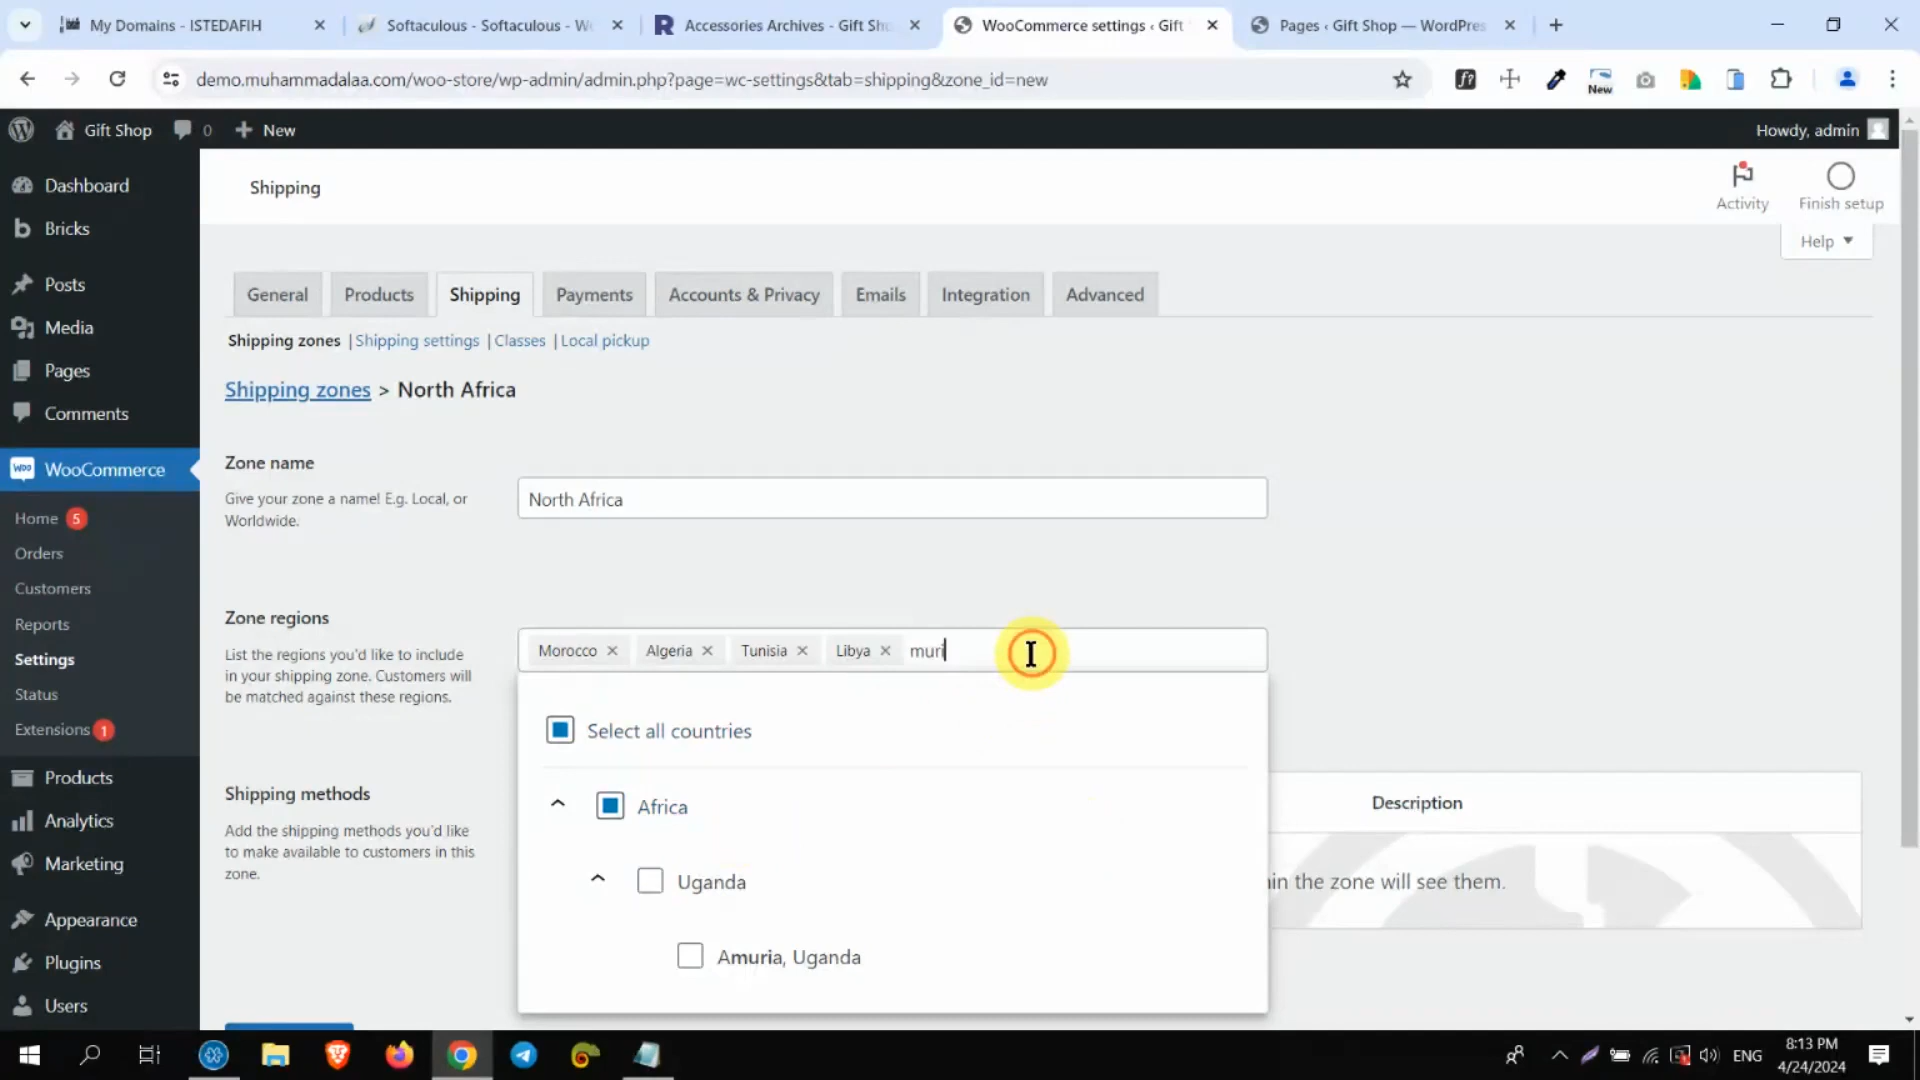 My Domains - ISTEDAFIH
Softaculous - Softaculous - W
Accessories Archives - Gift Sh
WooCommerce settings ‹ Gift
Pages ‹ Gift Shop — WordPres
demo.muhammadalaa.com/woo-store/wp-admin/admin.php?page=wc-settings&tab=shipping&zone_id=new
New
Gift Shop
0
New
Howdy, admin
Dashboard
Bricks
Posts
Media
Pages
Comments
WooCommerce
Home 5
Orders
Customers
Reports
Settings
Status
Extensions 1
Products
Analytics
Marketing
Appearance
Plugins
Users
Shipping
Activity
Finish setup
Help
General
Products
Shipping
Payments
Accounts & Privacy
Emails
Integration
Advanced
Shipping zones | Shipping settings | Classes | Local pickup
Shipping zones > North Africa
Zone name
Give your zone a name! E.g. Local, or
Worldwide.
North Africa
Zone regions
List the regions you'd like to include
in your shipping zone. Customers will
be matched against these regions.
Morocco × Algeria × Tunisia × Libya × muri
Select all countries
Africa
Uganda
Amuria, Uganda
Shipping methods
Add the shipping methods you'd like
to make available to customers in this
zone.
Description
in the zone will see them.
ENG
8:13 PM
4/24/2024